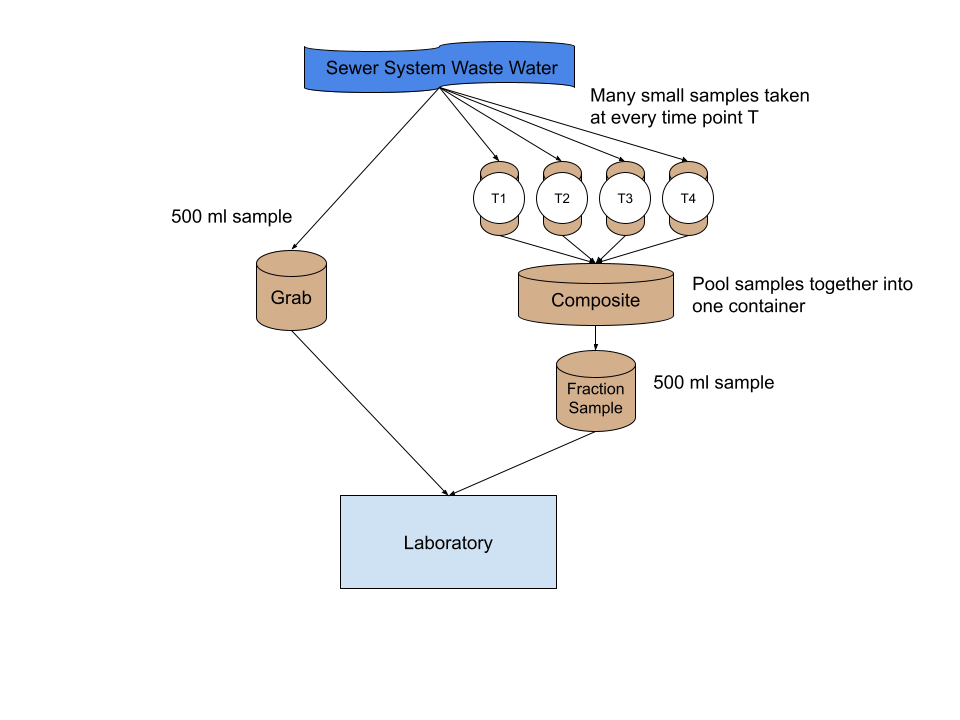 Sewer System Waste Water
Many small samples taken
at every time point T
T1
T2
T3
T4
500 ml sample
Grab
Composite
Pool samples together into
one container
Fraction
Sample
500 ml sample
Laboratory